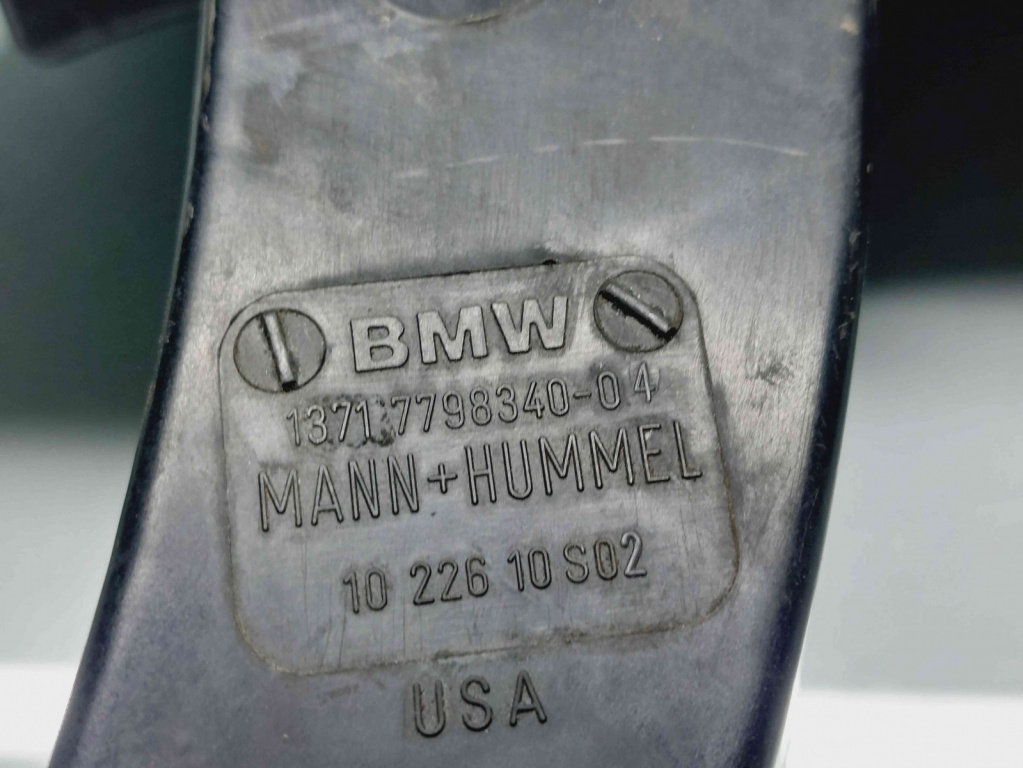 BMW
1371 7798340-04
MANN+HUMMEL
10 226 10 S02
USA